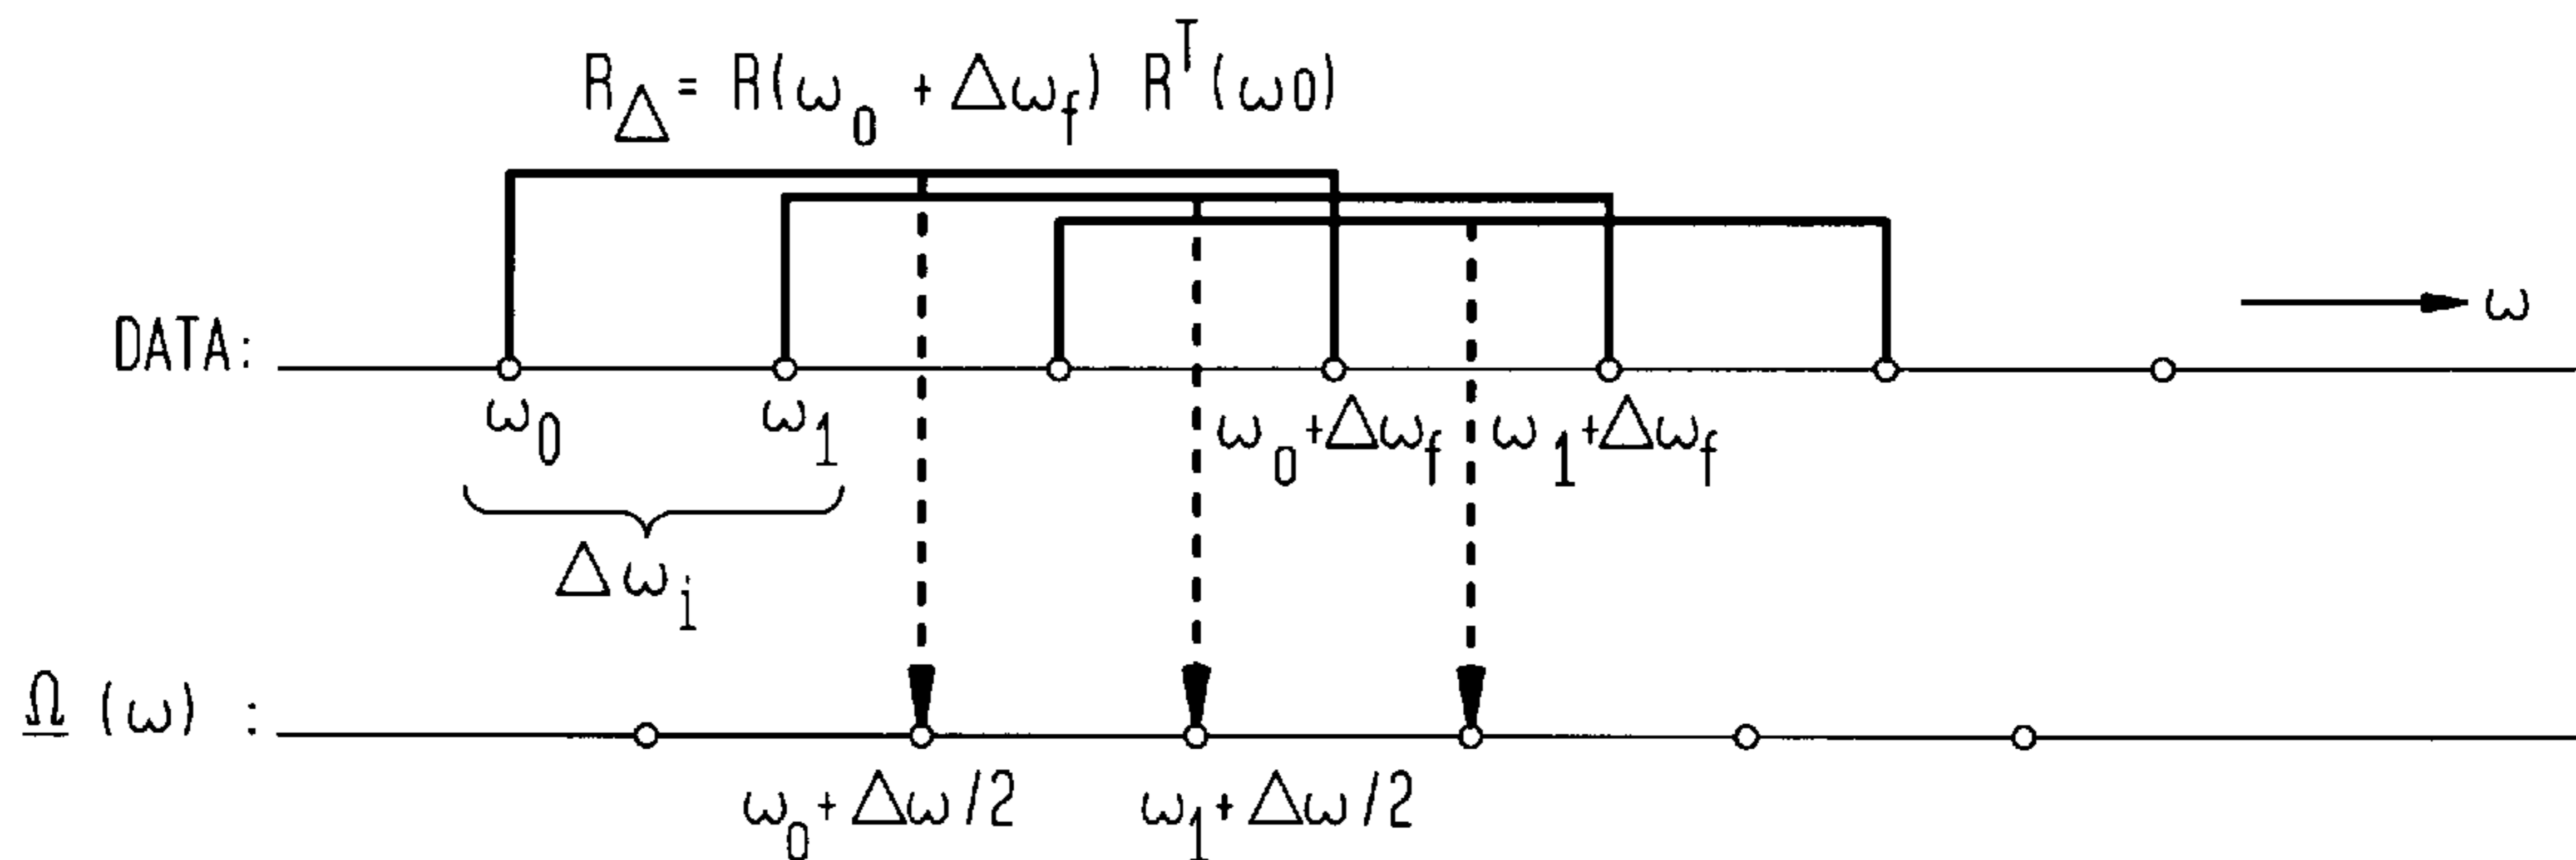 R_Δ = R(ω_0 + Δω_f) R^T(ω0)
DATA:
ω
ω_0
ω_1
ω_0+Δω_f
ω_1+Δω_f
Δω_i
Ω (ω) :
ω_0+Δω/2
ω_1+Δω/2